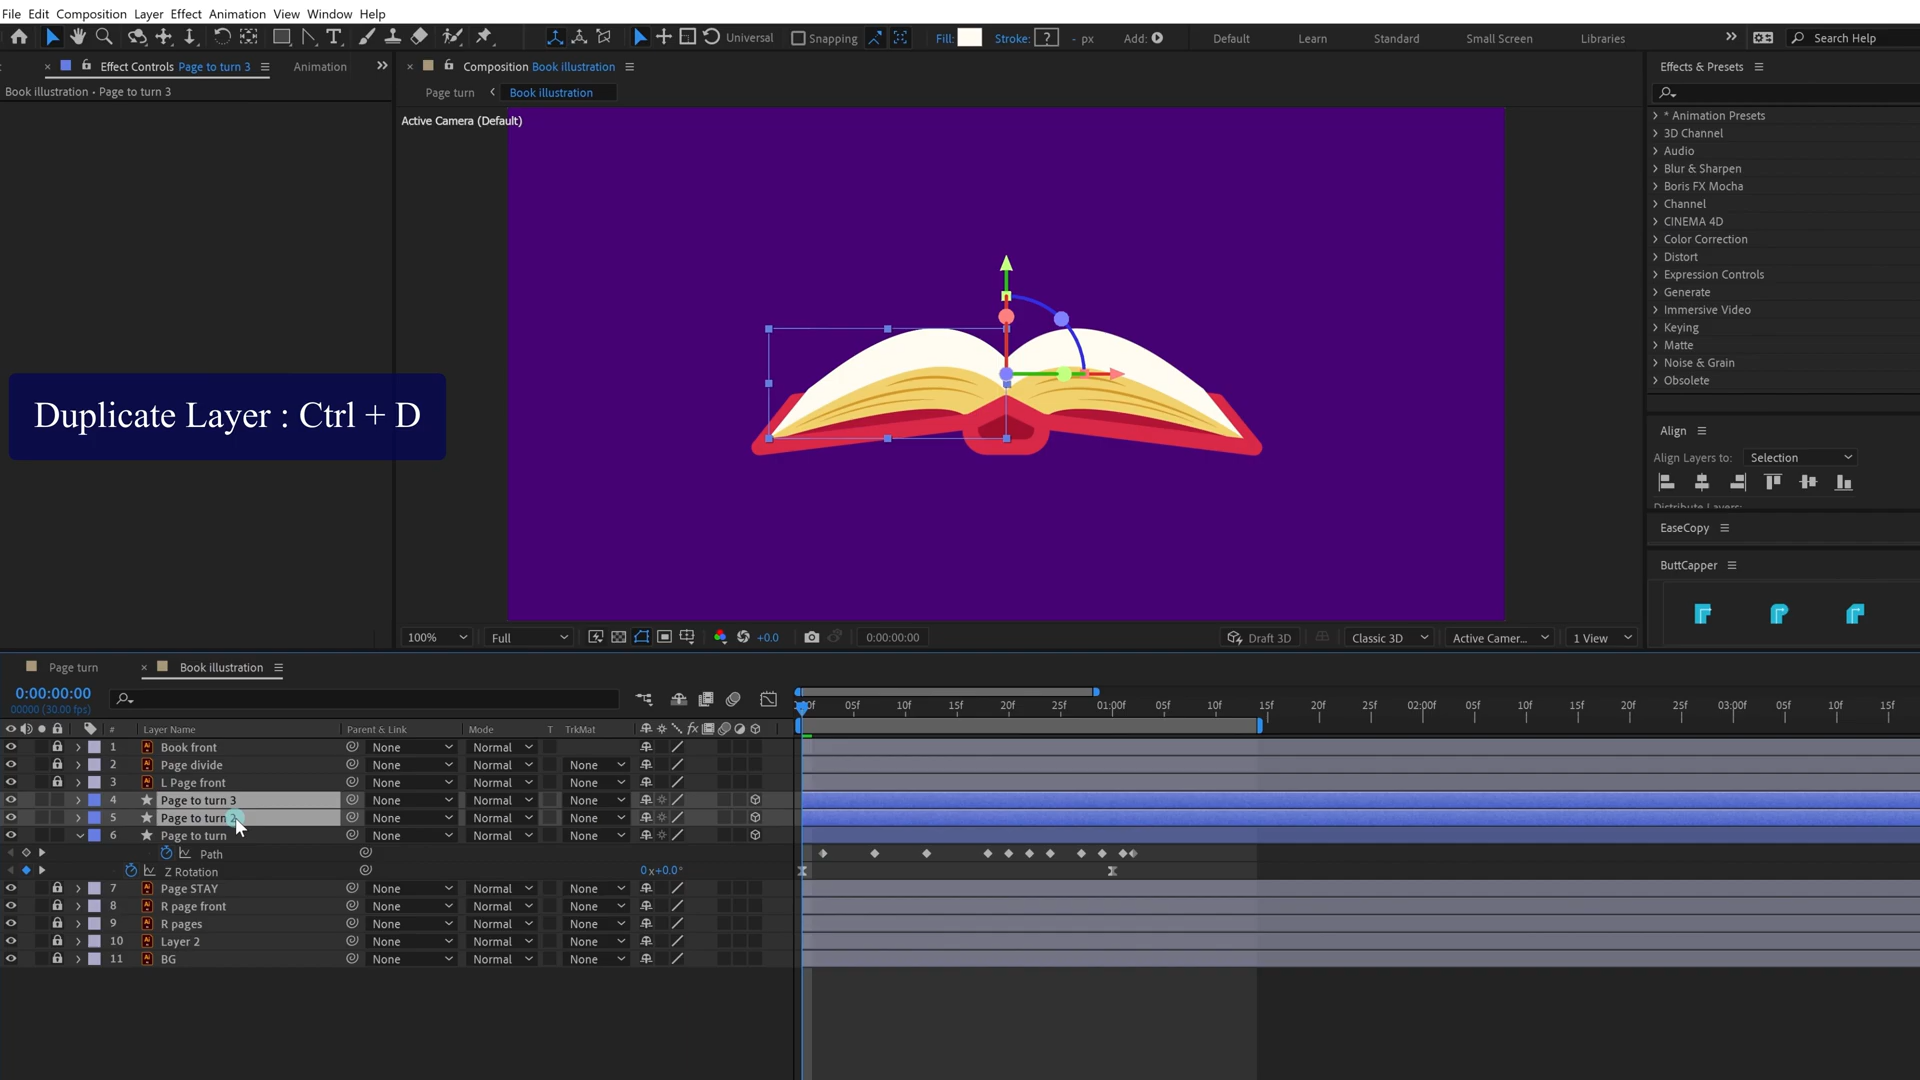 File Edit Composition Layer Effect Animation View Window Help
Universal Snapping Fill: Stroke: ? - px Add: Default Learn Standard Small Screen Libraries Search Help
Effect Controls Page to turn 3 Animation
Composition Book illustration
Effects & Presets
Book illustration • Page to turn 3
Page turn Book illustration
Active Camera (Default)
* Animation Presets
3D Channel
Audio
Blur & Sharpen
Boris FX Mocha
Channel
CINEMA 4D
Color Correction
Distort
Expression Controls
Generate
Immersive Video
Keying
Matte
Noise & Grain
Obsolete
Duplicate Layer : Ctrl + D
Align
Align Layers to: Selection
Distribute Layers:
EaseCopy
ButtCapper
100% Full +0.0 0:00:00:00 Draft 3D Classic 3D Active Camer... 1 View
Page turn Book illustration
0:00:00:00
00000 (30.00 fps)
05f 10f 15f 20f 25f 01:00f 05f 10f 15f 20f 25f 02:00f 05f 10f 15f 20f 25f 03:00f 05f 10f 15f
# Layer Name Parent & Link Mode T TrkMat fx
1 Book front None Normal
2 Page divide None Normal None
3 L Page front None Normal None
4 Page to turn 3 None Normal None
5 Page to turn 2 None Normal None
6 Page to turn None Normal None
Path
Z Rotation 0x+0.0°
7 Page STAY None Normal None
8 R page front None Normal None
9 R pages None Normal None
10 Layer 2 None Normal None
11 BG None Normal None